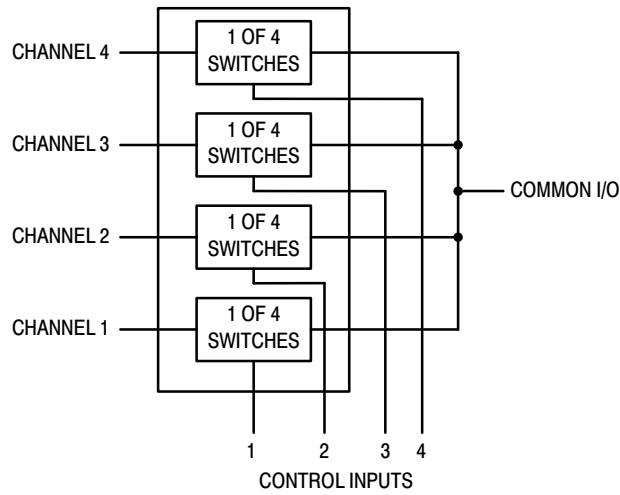 CHANNEL 4
1 OF 4
SWITCHES
CHANNEL 3
1 OF 4
SWITCHES
COMMON I/O
CHANNEL 2
1 OF 4
SWITCHES
CHANNEL 1
1 OF 4
SWITCHES
1 2 3 4
CONTROL INPUTS